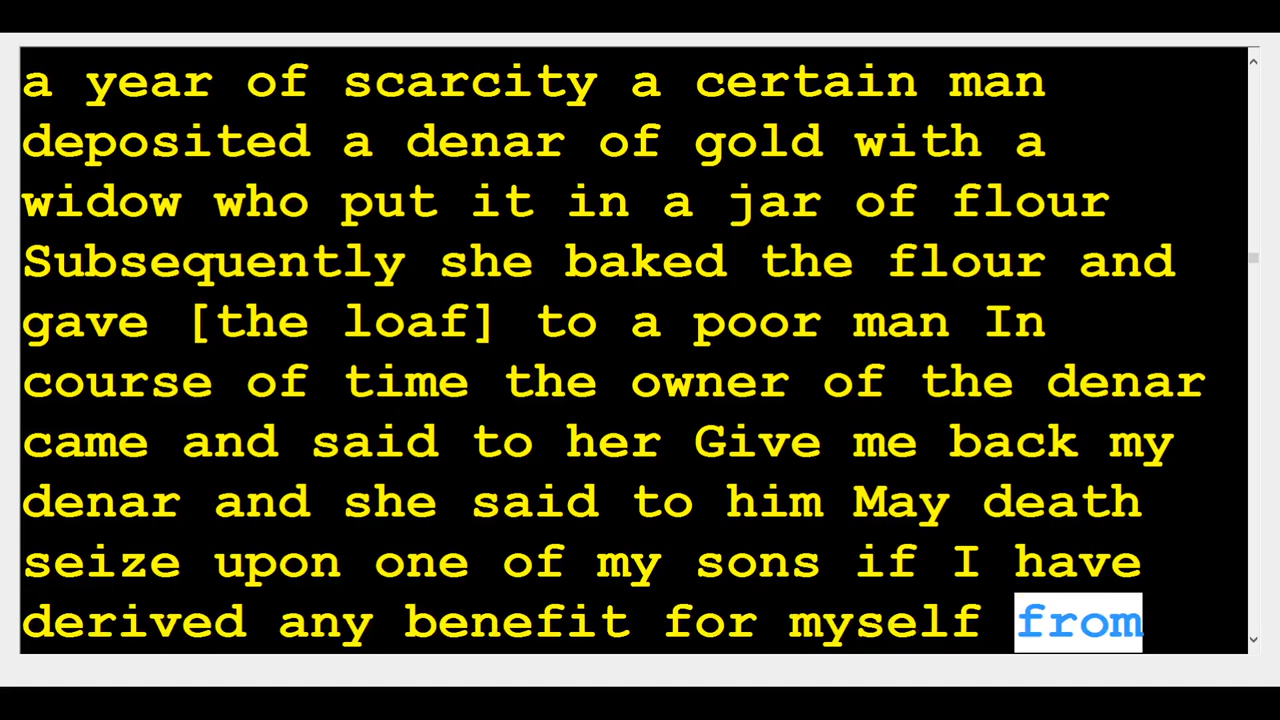 a year of scarcity a certain man
deposited a denar of gold with a
widow who put it in a jar of flour
Subsequently she baked the flour and
gave [the loaf] to a poor man In
course of time the owner of the denar
came and said to her Give me back my
denar and she said to him May death
seize upon one of my sons if I have
derived any benefit for myself from